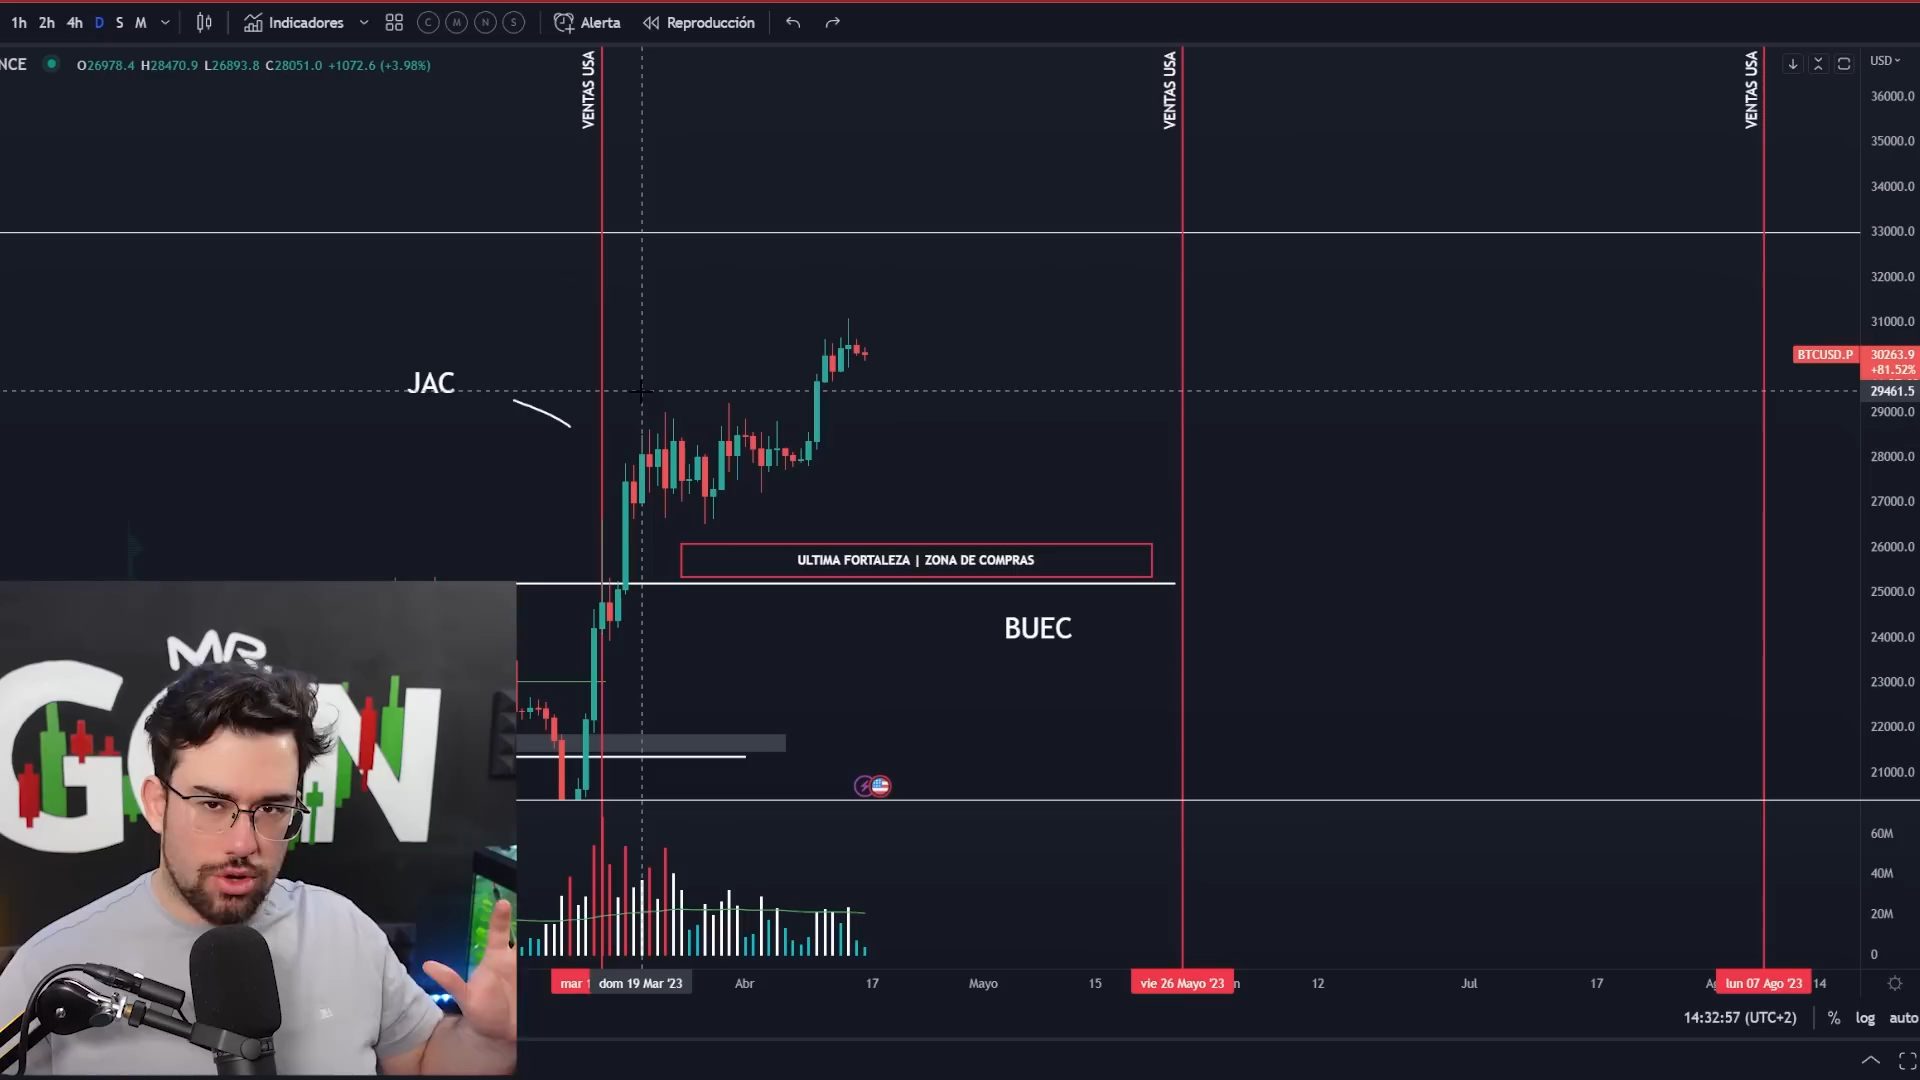 1h 2h 4h D S M Indicadores C M N S Alerta Reproducción
NCE O26978.4 H28470.9 L26893.8 C28051.0 +1072.6 (+3.98%)
USD
VENTAS USA
VENTAS USA
VENTAS USA
36000.0
35000.0
34000.0
33000.0
32000.0
31000.0
BTCUSD.P 30263.9
+81.52%
29461.5
29000.0
28000.0
27000.0
26000.0
25000.0
24000.0
23000.0
22000.0
21000.0
60M
40M
20M
0
JAC
ULTIMA FORTALEZA | ZONA DE COMPRAS
BUEC
MR.
GOIN
mar 1 dom 19 Mar '23 Abr 17 Mayo 15 vie 26 Mayo '23 n 12 Jul 17 Ag lun 07 Ago '23 14
14:32:57 (UTC+2) % log auto